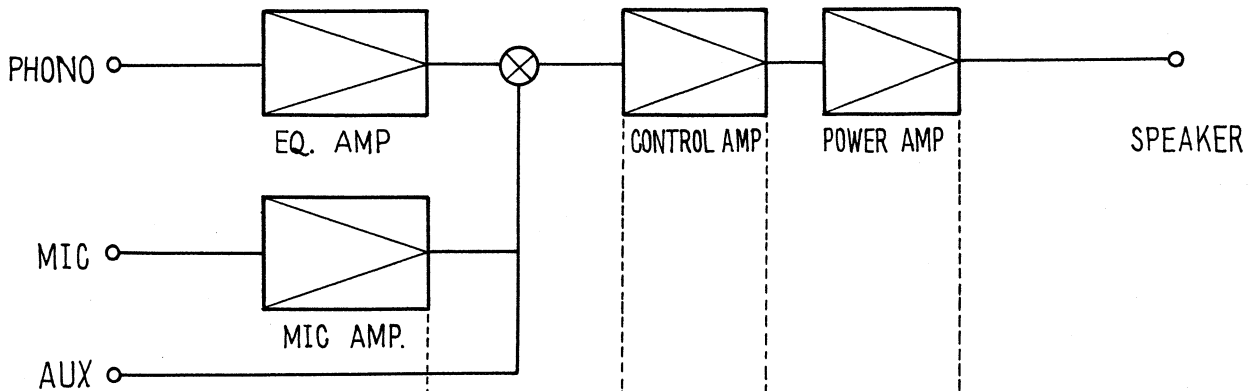 PHONO
EQ. AMP
CONTROL AMP
POWER AMP
SPEAKER
MIC
MIC AMP.
AUX